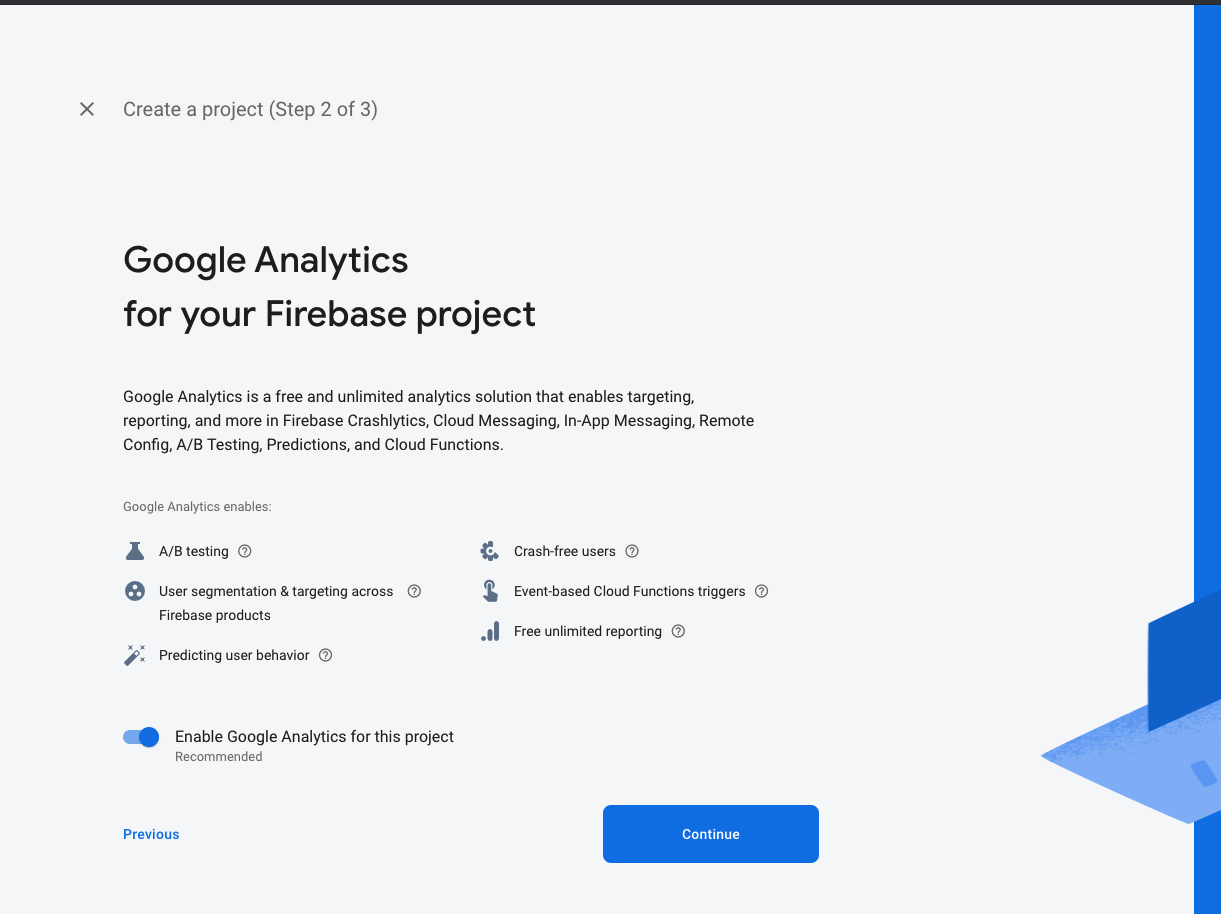 Create a project (Step 2 of 3)
Google Analytics
for your Firebase project
Google Analytics is a free and unlimited analytics solution that enables targeting,
reporting, and more in Firebase Crashlytics, Cloud Messaging, In-App Messaging, Remote
Config, A/B Testing, Predictions, and Cloud Functions.
Google Analytics enables:
A/B testing
User segmentation & targeting across
Firebase products
Predicting user behavior
Crash-free users
Event-based Cloud Functions triggers
Free unlimited reporting
Enable Google Analytics for this project
Recommended
Previous
Continue